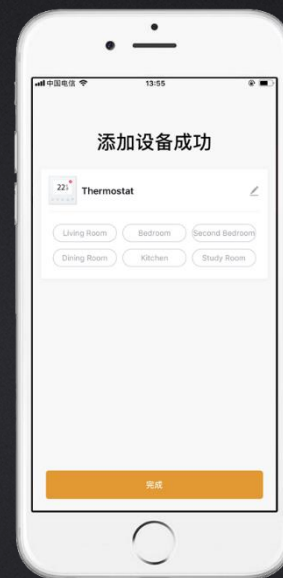 中国电信 13:55
添加设备成功
Thermostat
Living Room Bedroom Second Bedroom
Dining Room Kitchen Study Room
完成